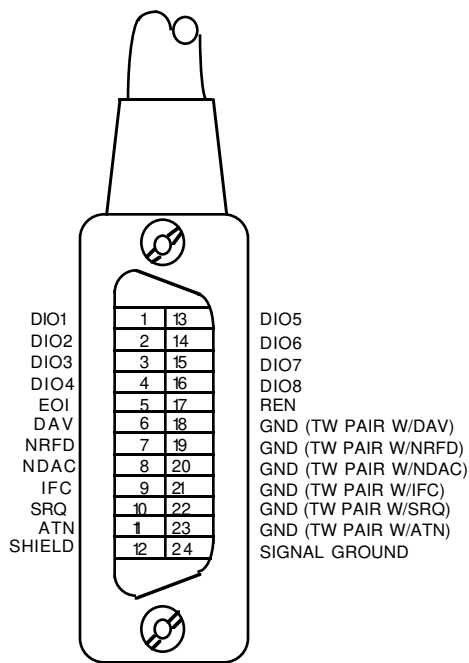 DIO1 1 13 DIO5
DIO2 2 14 DIO6
DIO3 3 15 DIO7
DIO4 4 16 DIO8
EOI 5 17 REN
DAV 6 18 GND (TW PAIR W/DAV)
NRFD 7 19 GND (TW PAIR W/NRFD)
NDAC 8 20 GND (TW PAIR W/NDAC)
IFC 9 21 GND (TW PAIR W/IFC)
SRQ 10 22 GND (TW PAIR W/SRQ)
ATN 11 23 GND (TW PAIR W/ATN)
SHIELD 12 24 SIGNAL GROUND